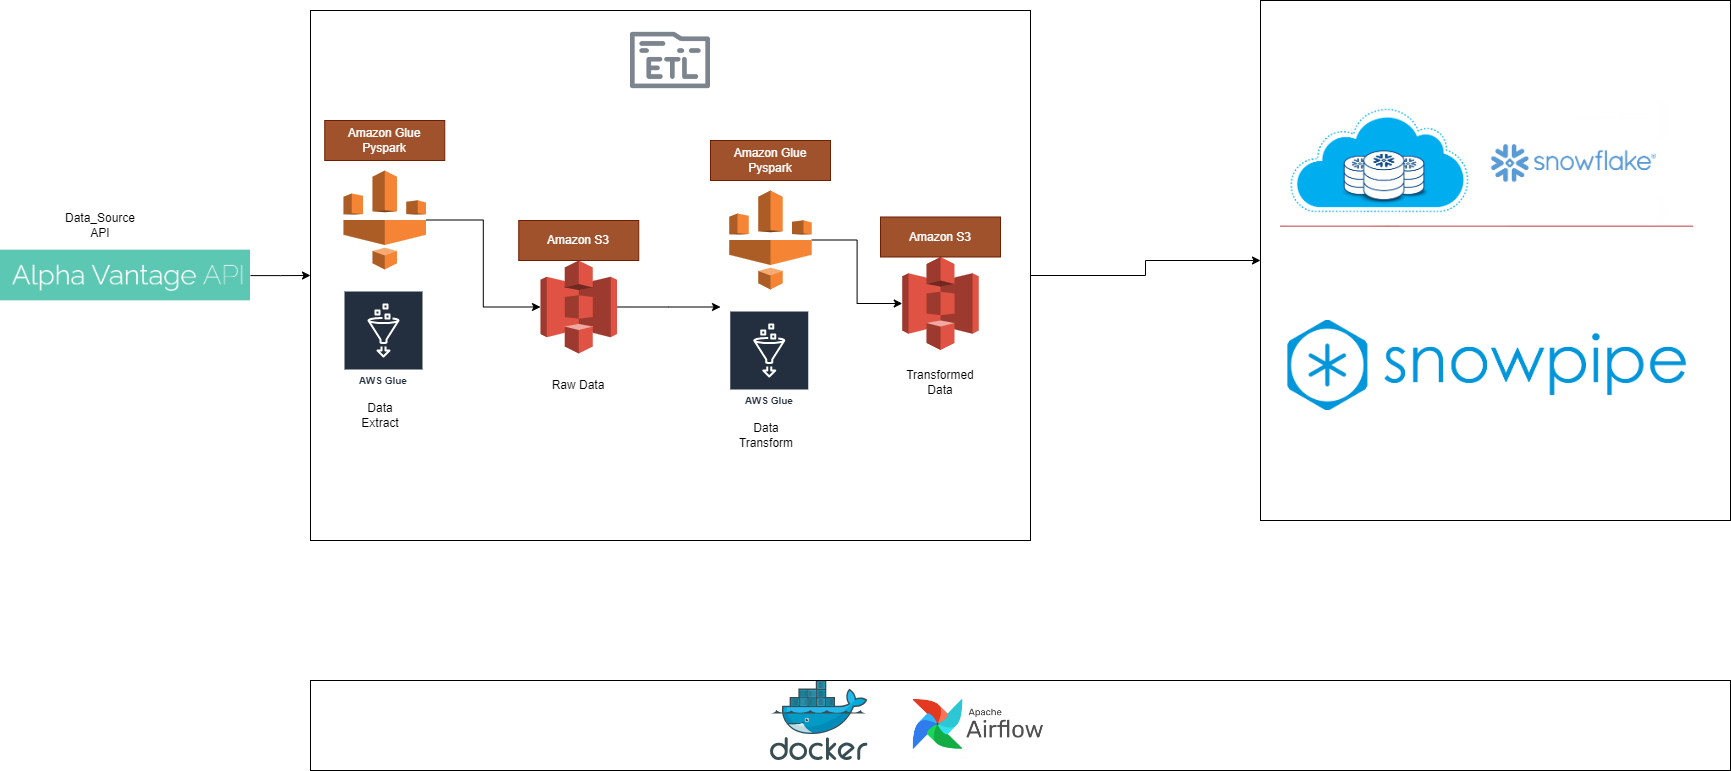 Data_Source
API
Alpha Vantage API
ETL
Amazon Glue
Pyspark
AWS Glue
Data
Extract
Amazon S3
Raw Data
Amazon Glue
Pyspark
AWS Glue
Data
Transform
Amazon S3
Transformed
Data
snowflake®
snowpipe
docker
Apache
Airflow